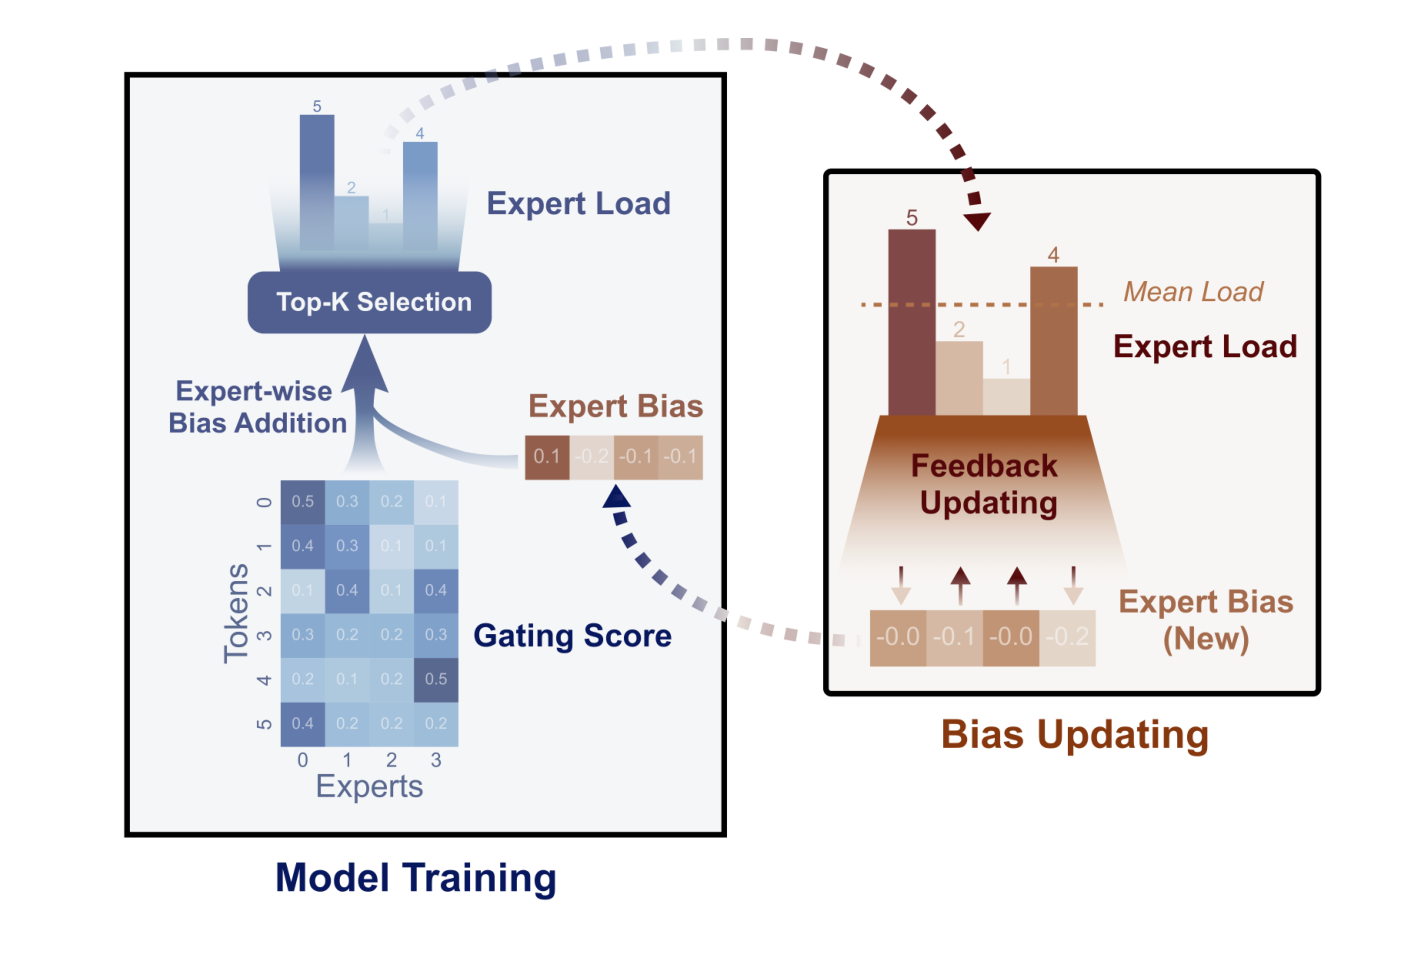 5
2
1
4
Expert Load
Top-K Selection
Expert-wise
Bias Addition
Expert Bias
0.1 -0.2 -0.1 -0.1
Tokens
0 0.5 0.3 0.2 0.1
1 0.4 0.3 0.1 0.1
2 0.1 0.4 0.1 0.4
3 0.3 0.2 0.2 0.3
4 0.2 0.1 0.2 0.5
5 0.4 0.2 0.2 0.2
0 1 2 3
Experts
Gating Score
Model Training
5
2
1
4
Mean Load
Expert Load
Feedback
Updating
-0.0 -0.1 -0.0 -0.2
Expert Bias
(New)
Bias Updating